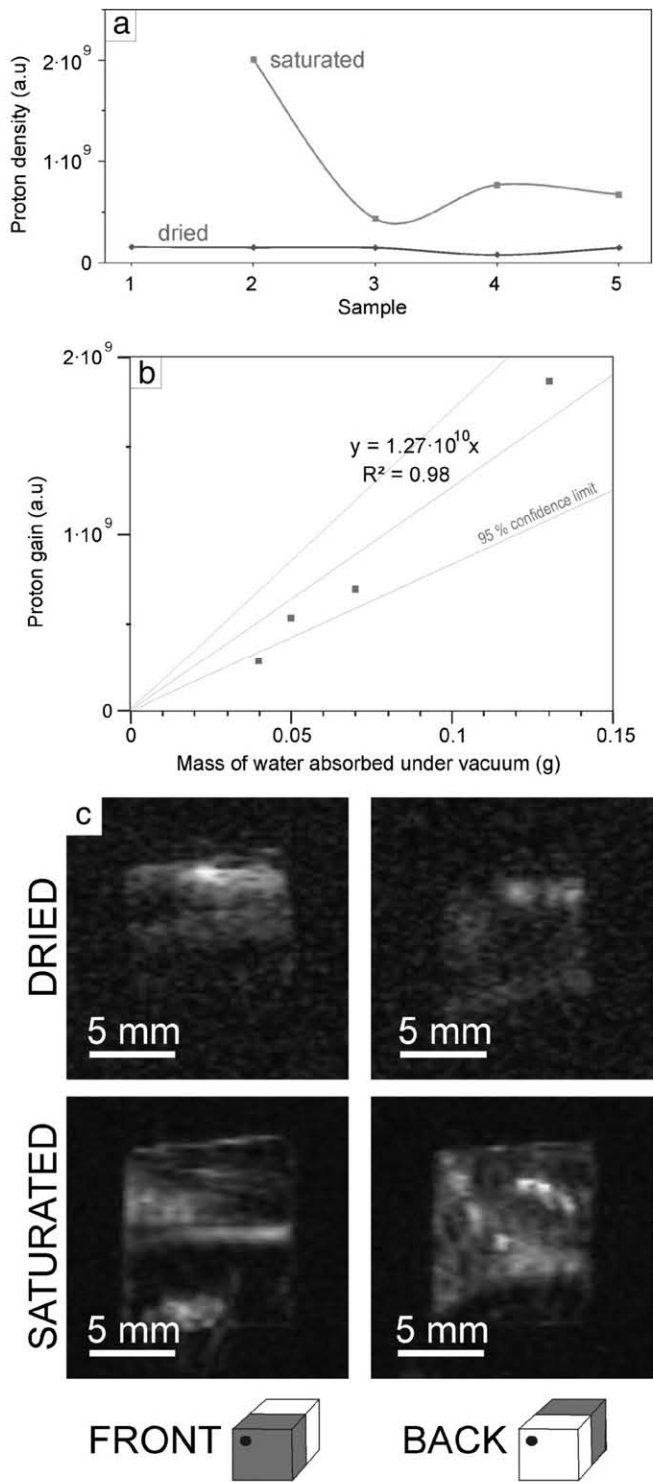 a
Proton density (a.u)
2·10⁹
1·10⁹
0
saturated
dried
1 2 3 4 5
Sample
b
Proton gain (a.u)
2·10⁹
1·10⁹
0
y = 1.27·10¹⁰x
R² = 0.98
95 % confidence limit
0 0.05 0.1 0.15
Mass of water absorbed under vacuum (g)
c
DRIED
5 mm
5 mm
SATURATED
5 mm
5 mm
FRONT
BACK